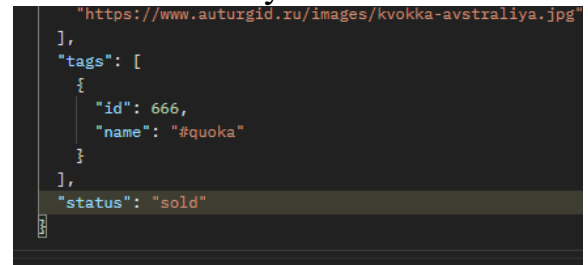 "https://www.auturgid.ru/images/kvokka-avstraliya.jpg"
],
"tags": [
{
"id": 666,
"name": "#quoka"
}
],
"status": "sold"
}